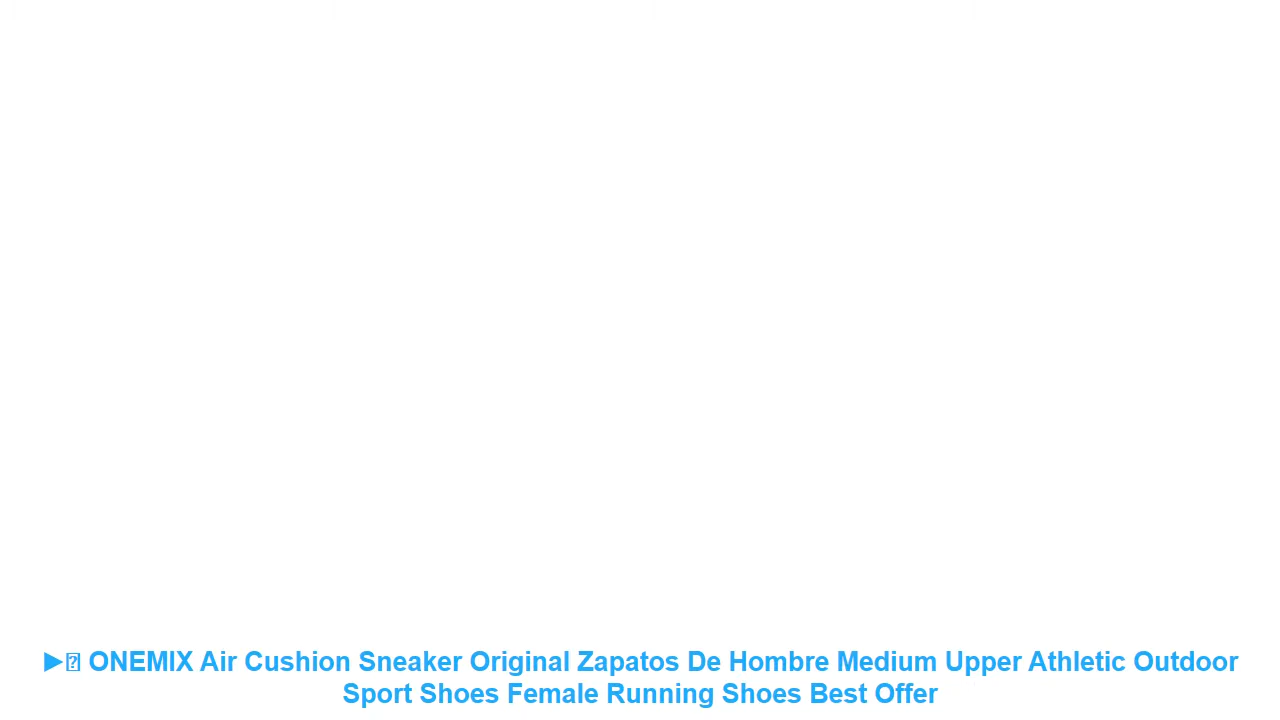 ►⍰ ONEMIX Air Cushion Sneaker Original Zapatos De Hombre Medium Upper Athletic Outdoor
Sport Shoes Female Running Shoes Best Offer